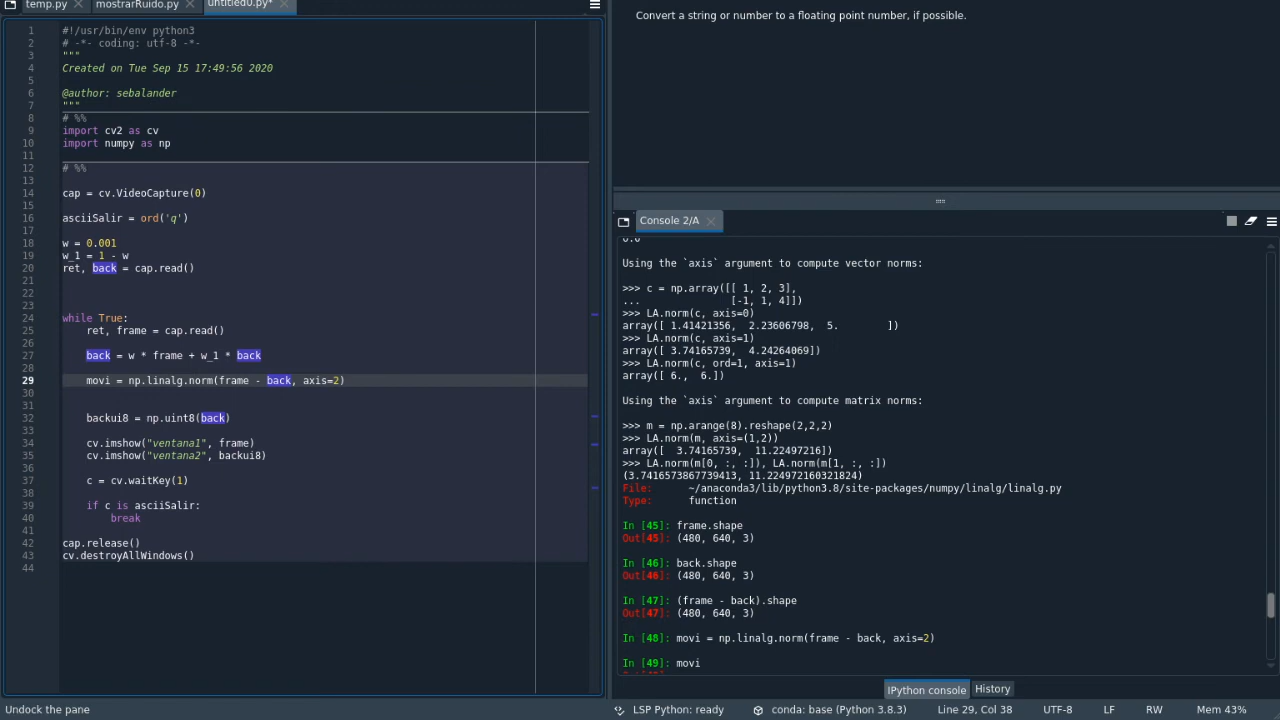 temp.py
mostrarRuido.py
untitled0.py*
1 #!/usr/bin/env python3
2 # -*- coding: utf-8 -*-
3 """
4 Created on Tue Sep 15 17:49:56 2020
5
6 @author: sebalander
7 """
8 # %%
9 import cv2 as cv
10 import numpy as np
11
12 # %%
13
14 cap = cv.VideoCapture(0)
15
16 asciiSalir = ord('q')
17
18 w = 0.001
19 w_1 = 1 - w
20 ret, back = cap.read()
21
22
23
24 while True:
25 ret, frame = cap.read()
26
27 back = w * frame + w_1 * back
28
29 movi = np.linalg.norm(frame - back, axis=2)
30
31
32 backui8 = np.uint8(back)
33
34 cv.imshow("ventana1", frame)
35 cv.imshow("ventana2", backui8)
36
37 c = cv.waitKey(1)
38
39 if c is asciiSalir:
40 break
41
42 cap.release()
43 cv.destroyAllWindows()
44
Convert a string or number to a floating point number, if possible.
Console 2/A
0.0
Using the `axis` argument to compute vector norms:
>>> c = np.array([[ 1, 2, 3],
... [-1, 1, 4]])
>>> LA.norm(c, axis=0)
array([ 1.41421356, 2.23606798, 5. ])
>>> LA.norm(c, axis=1)
array([ 3.74165739, 4.24264069])
>>> LA.norm(c, ord=1, axis=1)
array([ 6., 6.])
Using the `axis` argument to compute matrix norms:
>>> m = np.arange(8).reshape(2,2,2)
>>> LA.norm(m, axis=(1,2))
array([ 3.74165739, 11.22497216])
>>> LA.norm(m[0, :, :]), LA.norm(m[1, :, :])
(3.7416573867739413, 11.224972160321824)
File: ~/anaconda3/lib/python3.8/site-packages/numpy/linalg/linalg.py
Type: function
In [45]: frame.shape
Out[45]: (480, 640, 3)
In [46]: back.shape
Out[46]: (480, 640, 3)
In [47]: (frame - back).shape
Out[47]: (480, 640, 3)
In [48]: movi = np.linalg.norm(frame - back, axis=2)
In [49]: movi
IPython console
History
Undock the pane
LSP Python: ready
conda: base (Python 3.8.3)
Line 29, Col 38
UTF-8
LF
RW
Mem 43%